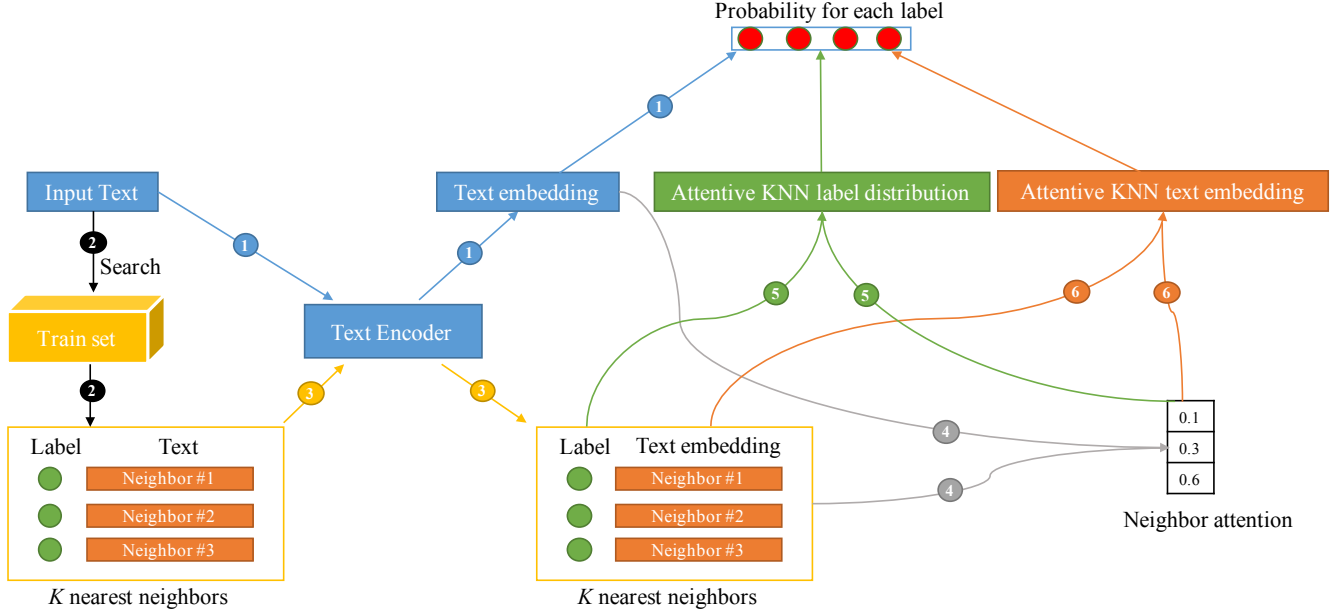 Probability for each label
1
Input Text
Text embedding
Attentive KNN label distribution
Attentive KNN text embedding
2
1
1
Search
5
5
6
6
Train set
Text Encoder
2
3
3
Label
Text
Neighbor #1
Neighbor #2
Neighbor #3
K nearest neighbors
Label
Text embedding
Neighbor #1
Neighbor #2
Neighbor #3
K nearest neighbors
4
4
0.1
0.3
0.6
Neighbor attention